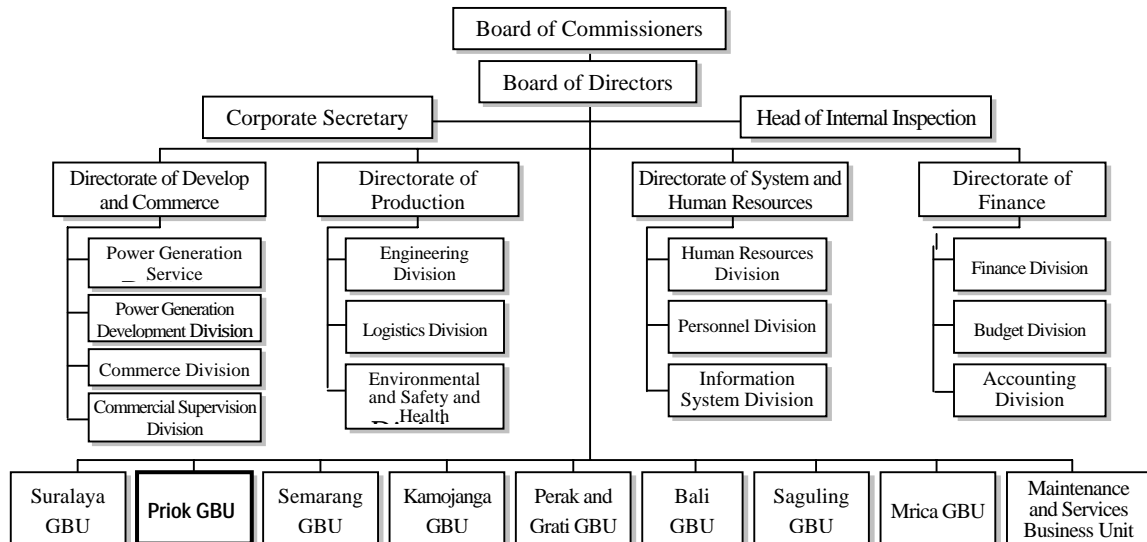 Board of Commissioners
Board of Directors
Corporate Secretary
Head of Internal Inspection
Directorate of Develop
and Commerce
Directorate of
Production
Directorate of System and
Human Resources
Directorate of
Finance
Power Generation
Service
Power Generation
Development Division
Commerce Division
Commercial Supervision
Division
Engineering
Division
Logistics Division
Environmental
and Safety and
Health
Human Resources
Division
Personnel Division
Information
System Division
Finance Division
Budget Division
Accounting
Division
Suralaya
GBU
Priok GBU
Semarang
GBU
Kamojanga
GBU
Perak and
Grati GBU
Bali
GBU
Saguling
GBU
Mrica GBU
Maintenance
and Services
Business Unit